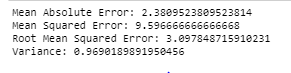 Mean Absolute Error: 2.3809523809523814
Mean Squared Error: 9.596666666666668
Root Mean Squared Error: 3.097848715910231
Variance: 0.9690189891950456